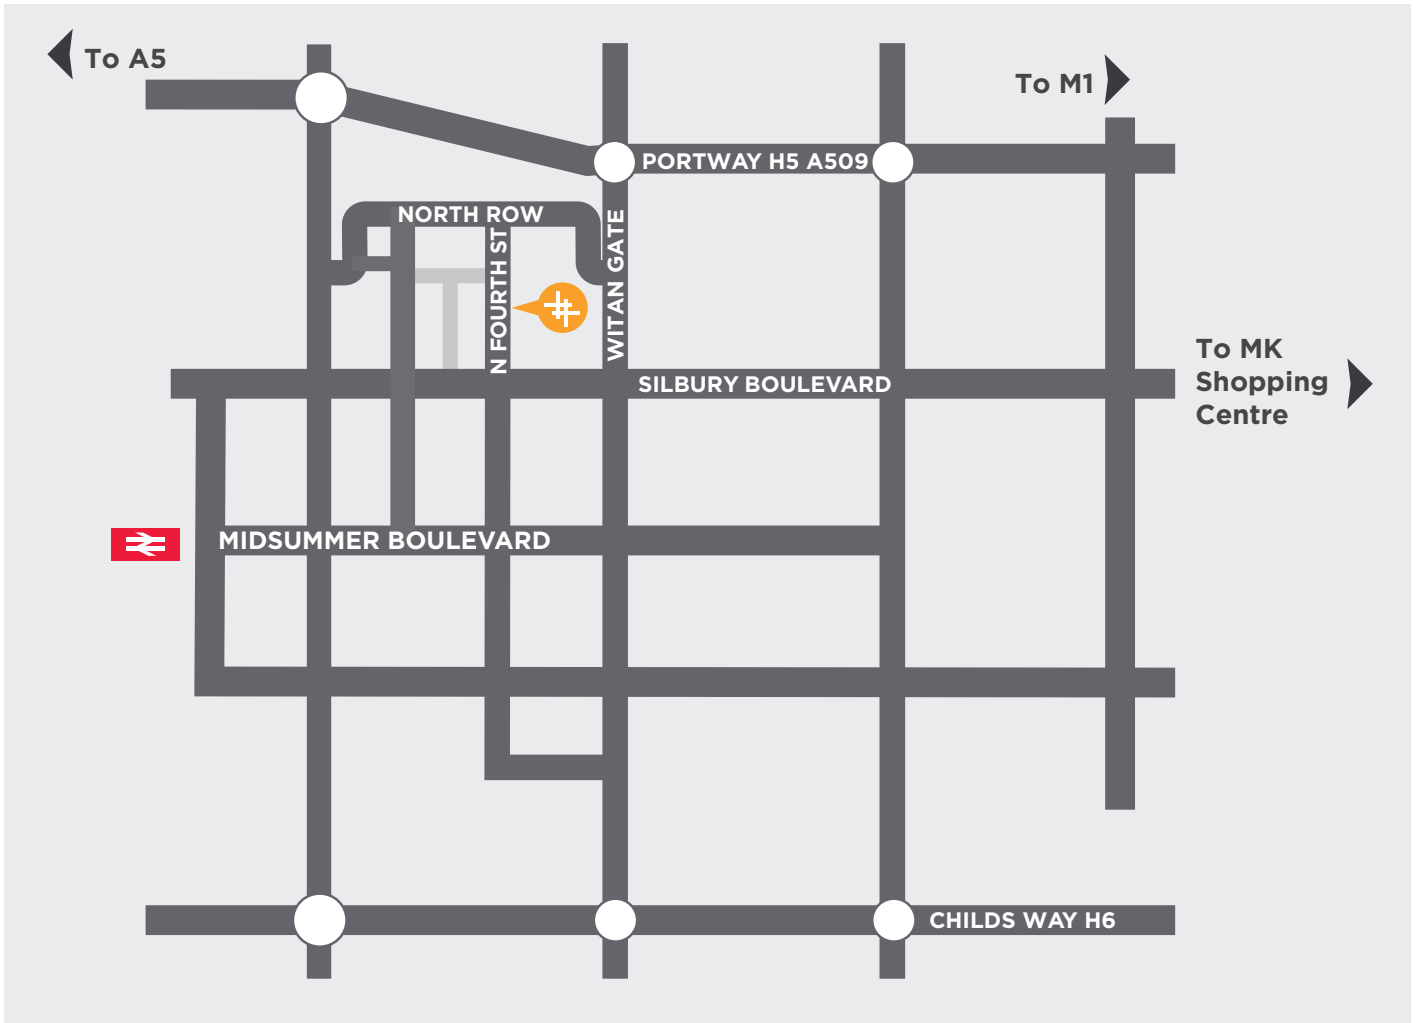 To A5
To M1
PORTWAY H5 A509
NORTH ROW
N FOURTH ST
WITAN GATE
To MK
Shopping
Centre
SILBURY BOULEVARD
MIDSUMMER BOULEVARD
CHILDS WAY H6